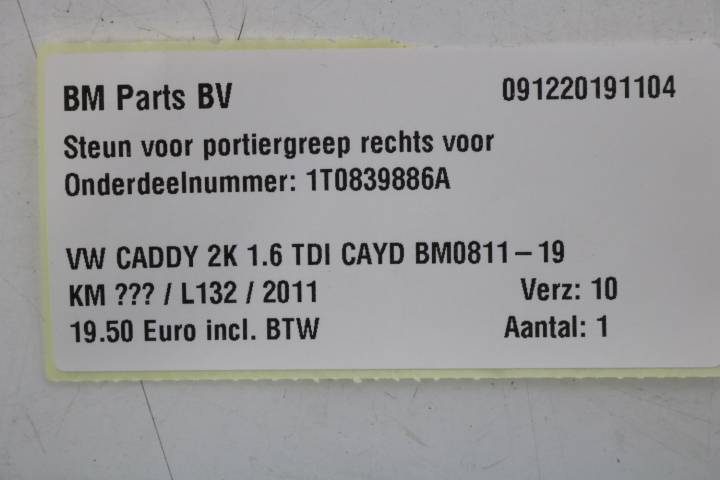 BM Parts BV 091220191104
Steun voor portiergreep rechts voor
Onderdeelnummer: 1T0839886A
VW CADDY 2K 1.6 TDI CAYD BM0811-19
KM ??? / L132 / 2011 Verz: 10
19.50 Euro incl. BTW Aantal: 1